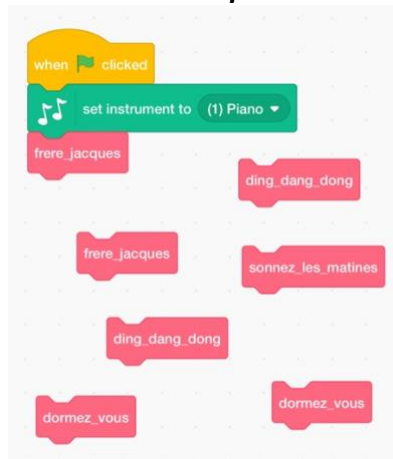 when clicked
set instrument to (1) Piano
frere_jacques
ding_dang_dong
frere_jacques
sonnez_les_matines
ding_dang_dong
dormez_vous
dormez_vous